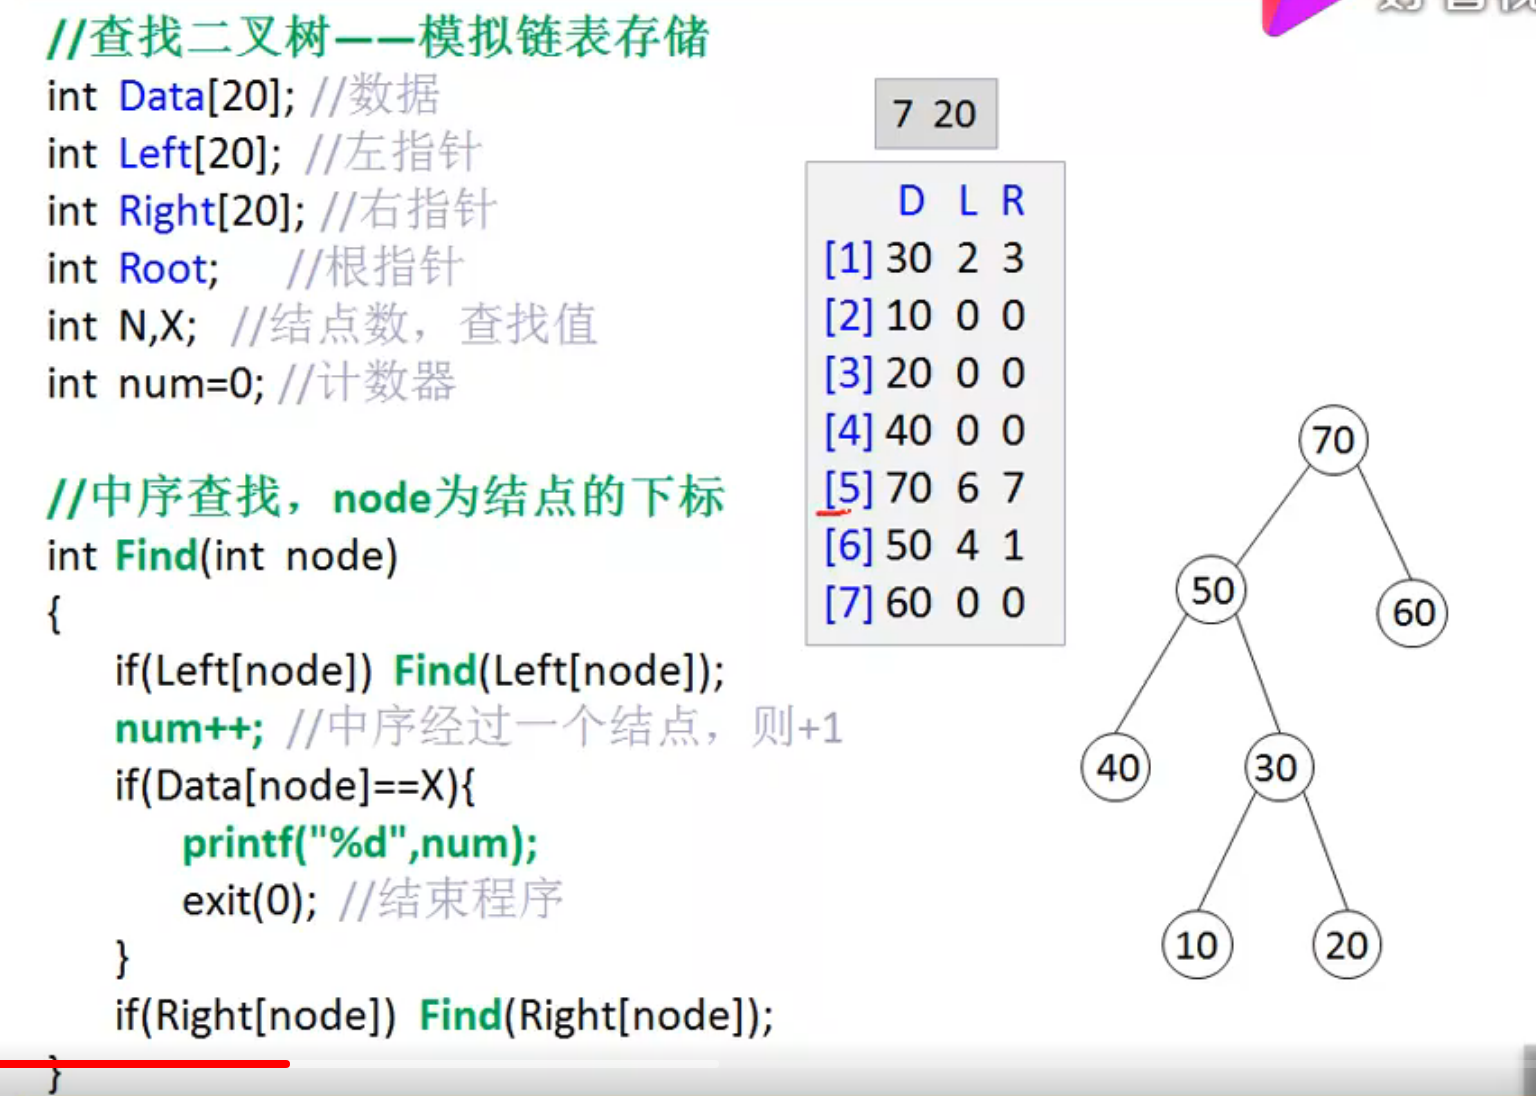 //查找二叉树——模拟链表存储
int Data[20]; //数据
int Left[20]; //左指针
int Right[20]; //右指针
int Root; //根指针
int N,X; //结点数，查找值
int num=0; //计数器
//中序查找，node为结点的下标
int Find(int node)
{
if(Left[node]) Find(Left[node]);
num++; //中序经过一个结点，则+1
if(Data[node]==X){
printf("%d",num);
exit(0); //结束程序
}
if(Right[node]) Find(Right[node]);
}
7 20
D L R
[1] 30 2 3
[2] 10 0 0
[3] 20 0 0
[4] 40 0 0
[5] 70 6 7
[6] 50 4 1
[7] 60 0 0
70
50
60
40
30
10
20